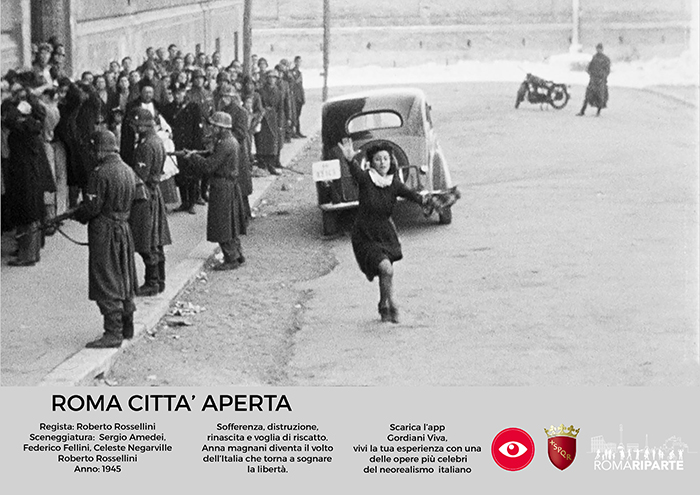 ROMA CITTA' APERTA
Regista: Roberto Rossellini
Sceneggiatura: Sergio Amedei,
Federico Fellini, Celeste Negarville
Roberto Rossellini
Anno: 1945
Sofferenza, distruzione,
rinascita e voglia di riscatto.
Anna magnani diventa il volto
dell'Italia che torna a sognare
la libertà.
Scarica l'app
Gordiani Viva,
vivi la tua esperienza con una
delle opere più celebri
del neorealismo italiano
SPQR
ROMARIPARTE